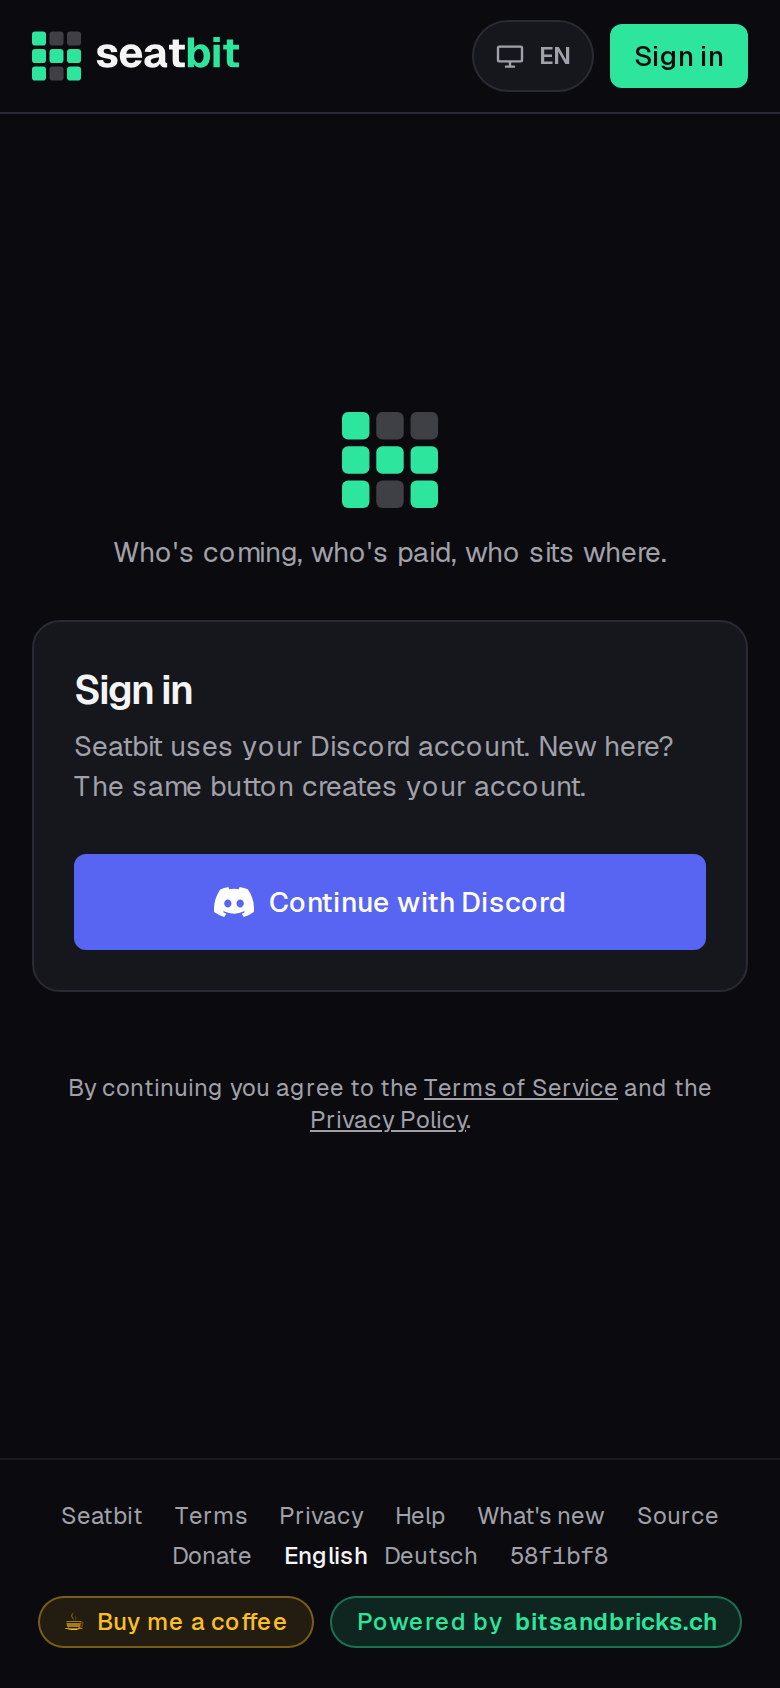 seatbit
EN
Sign in
Who's coming, who's paid, who sits where.
Sign in
Seatbit uses your Discord account. New here?
The same button creates your account.
Continue with Discord
By continuing you agree to the Terms of Service and the
Privacy Policy.
Seatbit Terms Privacy Help What's new Source
Donate English Deutsch 58f1bf8
Buy me a coffee Powered by bitsandbricks.ch